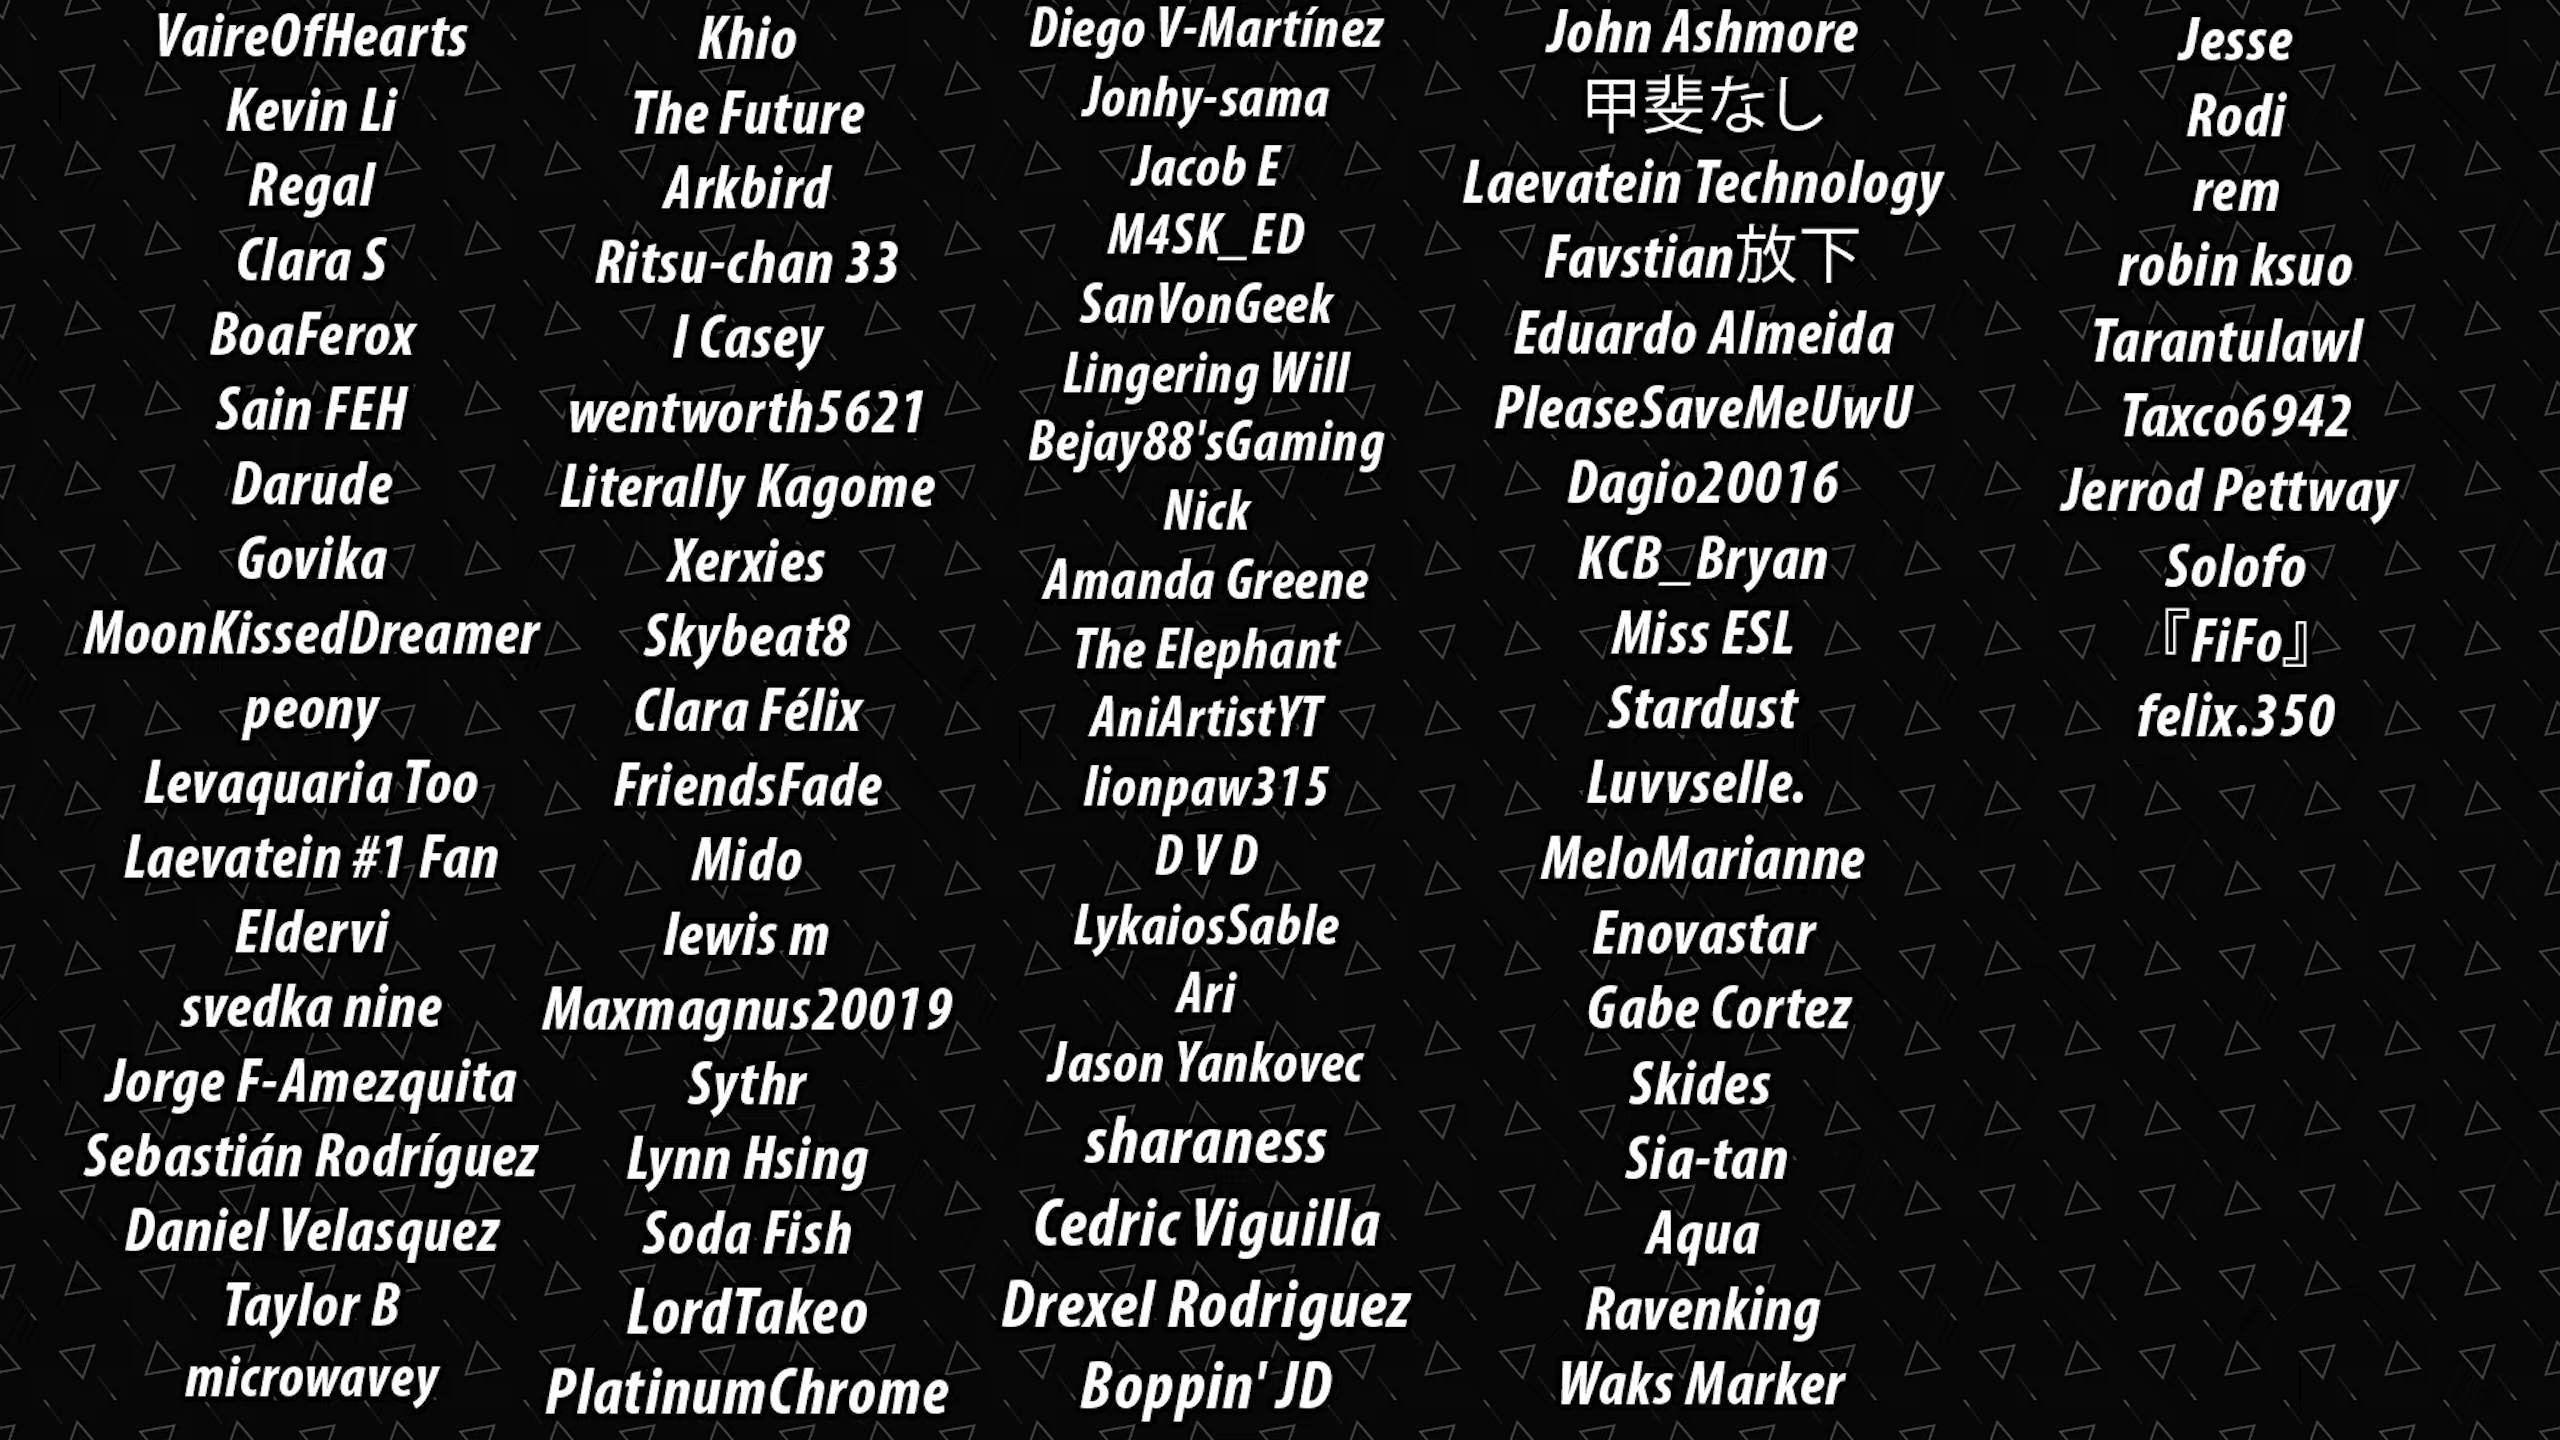 VaireOfHearts
Kevin Li
Regal
Clara S
BoaFerox
Sain FEH
Darude
Govika
MoonKissedDreamer
peony
Levaquaria Too
Laevatein #1 Fan
Eldervi
svedka nine
Jorge F-Amezquita
Sebastián Rodríguez
Daniel Velasquez
Taylor B
microwavey
Khio
The Future
Arkbird
Ritsu-chan 33
I Casey
wentworth5621
Literally Kagome
Xerxies
Skybeat8
Clara Félix
FriendsFade
Mido
lewis m
Maxmagnus20019
Sythr
Lynn Hsing
Soda Fish
LordTakeo
PlatinumChrome
Diego V-Martínez
Jonhy-sama
Jacob E
M4SK_ED
SanVonGeek
Lingering Will
Bejay88'sGaming
Nick
Amanda Greene
The Elephant
AniArtistYT
lionpaw315
D V D
LykaiosSable
Ari
Jason Yankovec
sharaness
Cedric Viguilla
Drexel Rodriguez
Boppin' JD
John Ashmore
甲斐なし
Laevatein Technology
Favstian放下
Eduardo Almeida
PleaseSaveMeUwU
Dagio20016
KCB_Bryan
Miss ESL
Stardust
Luvvselle.
MeloMarianne
Enovastar
Gabe Cortez
Skides
Sia-tan
Aqua
Ravenking
Waks Marker
Jesse
Rodi
rem
robin ksuo
Tarantulawl
Taxco6942
Jerrod Pettway
Solofo
『FiFo』
felix.350